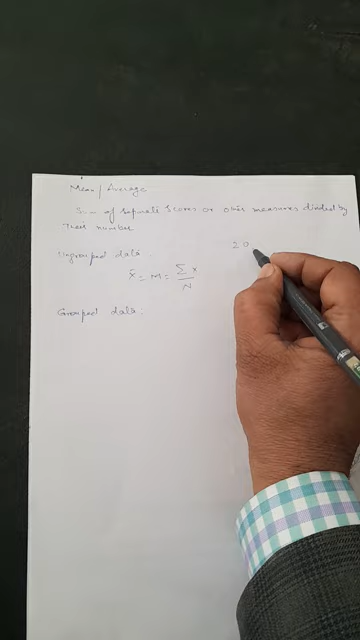 Mean / Average
Sum of separate scores or other measures divided by
their number
20
Ungrouped data
x̄ = M = Σx / N
Grouped data.